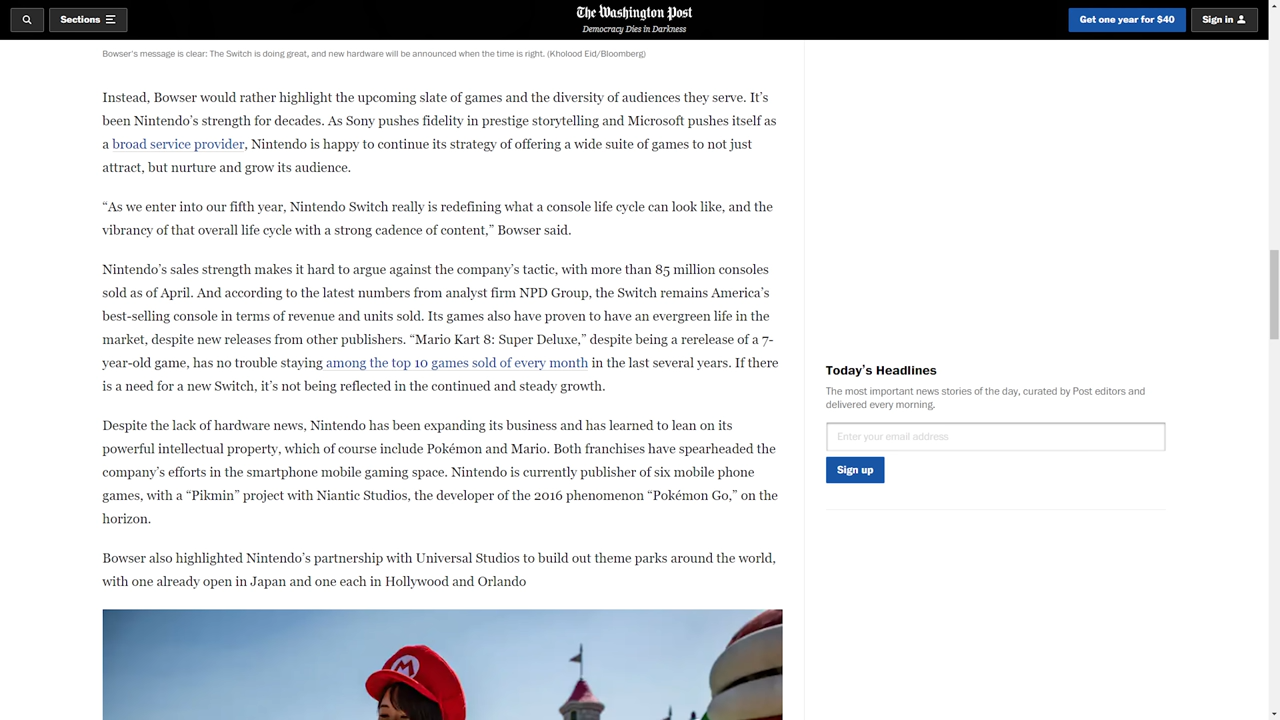 Sections
The Washington Post
Democracy Dies in Darkness
Get one year for $40
Sign in
Bowser's message is clear: The Switch is doing great, and new hardware will be announced when the time is right. (Kholood Eid/Bloomberg)
Instead, Bowser would rather highlight the upcoming slate of games and the diversity of audiences they serve. It's
been Nintendo's strength for decades. As Sony pushes fidelity in prestige storytelling and Microsoft pushes itself as
a broad service provider, Nintendo is happy to continue its strategy of offering a wide suite of games to not just
attract, but nurture and grow its audience.
“As we enter into our fifth year, Nintendo Switch really is redefining what a console life cycle can look like, and the
vibrancy of that overall life cycle with a strong cadence of content,” Bowser said.
Nintendo's sales strength makes it hard to argue against the company's tactic, with more than 85 million consoles
sold as of April. And according to the latest numbers from analyst firm NPD Group, the Switch remains America's
best-selling console in terms of revenue and units sold. Its games also have proven to have an evergreen life in the
market, despite new releases from other publishers. “Mario Kart 8: Super Deluxe,” despite being a rerelease of a 7-
year-old game, has no trouble staying among the top 10 games sold of every month in the last several years. If there
is a need for a new Switch, it's not being reflected in the continued and steady growth.
Despite the lack of hardware news, Nintendo has been expanding its business and has learned to lean on its
powerful intellectual property, which of course include Pokémon and Mario. Both franchises have spearheaded the
company's efforts in the smartphone mobile gaming space. Nintendo is currently publisher of six mobile phone
games, with a “Pikmin” project with Niantic Studios, the developer of the 2016 phenomenon “Pokémon Go,” on the
horizon.
Bowser also highlighted Nintendo's partnership with Universal Studios to build out theme parks around the world,
with one already open in Japan and one each in Hollywood and Orlando
M
Today's Headlines
The most important news stories of the day, curated by Post editors and
delivered every morning.
Enter your email address
Sign up